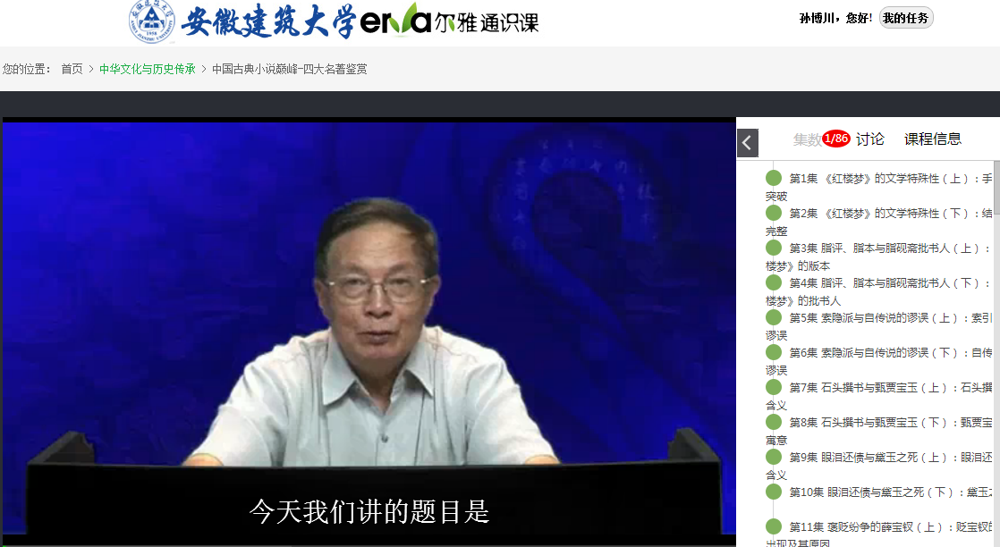 安徽建筑大学 erya 尔雅 通识课
孙博川，您好! 我的任务
您的位置： 首页 > 中华文化与历史传承 > 中国古典小说巅峰-四大名著鉴赏
集数 1/86 讨论 课程信息
第1集 《红楼梦》的文学特殊性（上）：手
突破
第2集 《红楼梦》的文学特殊性（下）：结
完整
第3集 脂评、脂本与脂砚斋批书人（上）：
楼梦》的版本
第4集 脂评、脂本与脂砚斋批书人（下）：
楼梦》的批书人
第5集 索隐派与自传说的谬误（上）：索引
谬误
第6集 索隐派与自传说的谬误（下）：自传
谬误
第7集 石头撰书与甄贾宝玉（上）：石头撰
含义
第8集 石头撰书与甄贾宝玉（下）：甄贾宝
寓意
第9集 眼泪还债与黛玉之死（上）：眼泪还
含义
第10集 眼泪还债与黛玉之死（下）：黛玉
第11集 褒贬纷争的薛宝钗（上）：贬宝钗的
出现及其原因
今天我们讲的题目是